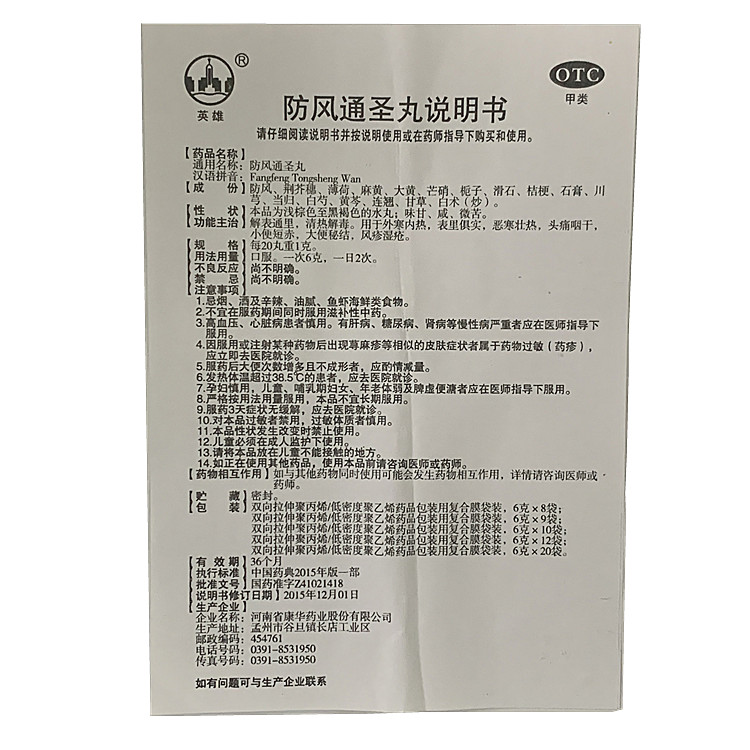 ®
英雄
OTC
甲类
防风通圣丸说明书
请仔细阅读说明书并按说明使用或在药师指导下购买和使用。
【药品名称】
通用名称：防风通圣丸
汉语拼音：Fangfeng Tongsheng Wan
【成 份】防风、荆芥穗、薄荷、麻黄、大黄、芒硝、栀子、滑石、桔梗、石膏、川
芎、当归、白芍、黄芩、连翘、甘草、白术（炒）。
【性 状】本品为浅棕色至黑褐色的水丸；味甘、咸、微苦。
【功能主治】解表通里，清热解毒。用于外寒内热，表里俱实，恶寒壮热，头痛咽干，
小便短赤，大便秘结，风疹湿疮。
【规 格】每20丸重1克。
【用法用量】口服。一次6克，一日2次。
【不良反应】尚不明确。
【禁 忌】尚不明确。
【注意事项】
1.忌烟、酒及辛辣、油腻、鱼虾海鲜类食物。
2.不宜在服药期间同时服用滋补性中药。
3.高血压、心脏病患者慎用。有肝病、糖尿病、肾病等慢性病严重者应在医师指导下
服用。
4.因服用或注射某种药物后出现荨麻疹等相似的皮肤症状者属于药物过敏（药疹），
应立即去医院就诊。
5.服药后大便次数增多且不成形者，应酌情减量。
6.发热体温超过38.5℃的患者，应去医院就诊。
7.孕妇慎用，儿童、哺乳期妇女、年老体弱及脾虚便溏者应在医师指导下服用。
8.严格按用法用量服用，本品不宜长期服用。
9.服药3天症状无缓解，应去医院就诊。
10.对本品过敏者禁用，过敏体质者慎用。
11.本品性状发生改变时禁止使用。
12.儿童必须在成人监护下使用。
13.请将本品放在儿童不能接触的地方。
14.如正在使用其他药品，使用本品前请咨询医师或药师。
【药物相互作用】如与其他药物同时使用可能会发生药物相互作用，详情请咨询医师或
药师。
【贮 藏】密封。
【包 装】双向拉伸聚丙烯/低密度聚乙烯药品包装用复合膜袋装，6克×8袋；
双向拉伸聚丙烯/低密度聚乙烯药品包装用复合膜袋装，6克×9袋；
双向拉伸聚丙烯/低密度聚乙烯药品包装用复合膜袋装，6克×10袋；
双向拉伸聚丙烯/低密度聚乙烯药品包装用复合膜袋装，6克×12袋；
双向拉伸聚丙烯/低密度聚乙烯药品包装用复合膜袋装，6克×20袋。
【有 效 期】36个月
【执行标准】中国药典2015年版一部
【批准文号】国药准字Z41021418
【说明书修订日期】2015年12月01日
【生产企业】
企业名称：河南省康华药业股份有限公司
生产地址：孟州市谷旦镇长店工业区
邮政编码：454761
电话号码：0391-8531950
传真号码：0391-8531950
如有问题可与生产企业联系